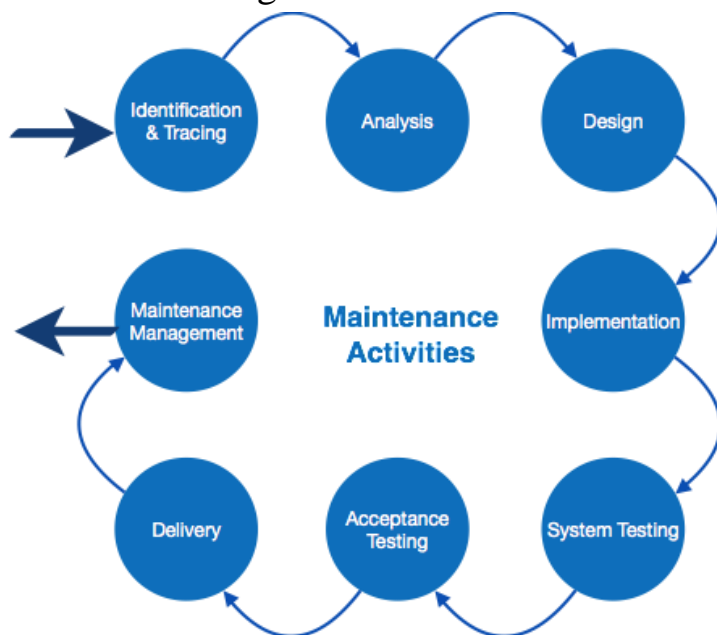 Identification
& Tracing
Analysis
Design
Implementation
System Testing
Acceptance
Testing
Delivery
Maintenance
Management
Maintenance
Activities